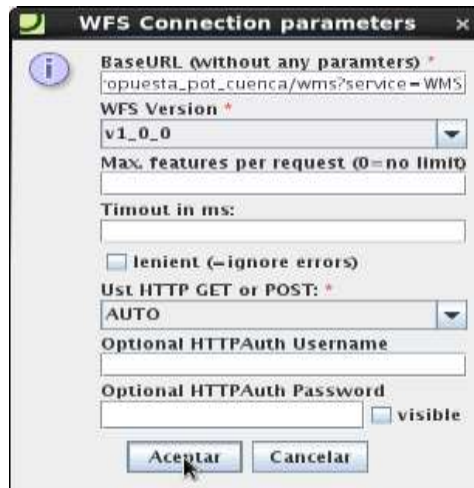 WFS Connection parameters
BaseURL (without any paramters) *
opuesta_pot_cuenca/wms?service=WMS
WFS Version *
v1_0_0
Max. features per request (0=no limit)
Timout in ms:
lenient (=ignore errors)
Ust HTTP GET or POST: *
AUTO
Optional HTTPAuth Username
Optional HTTPAuth Password
visible
Aceptar Cancelar